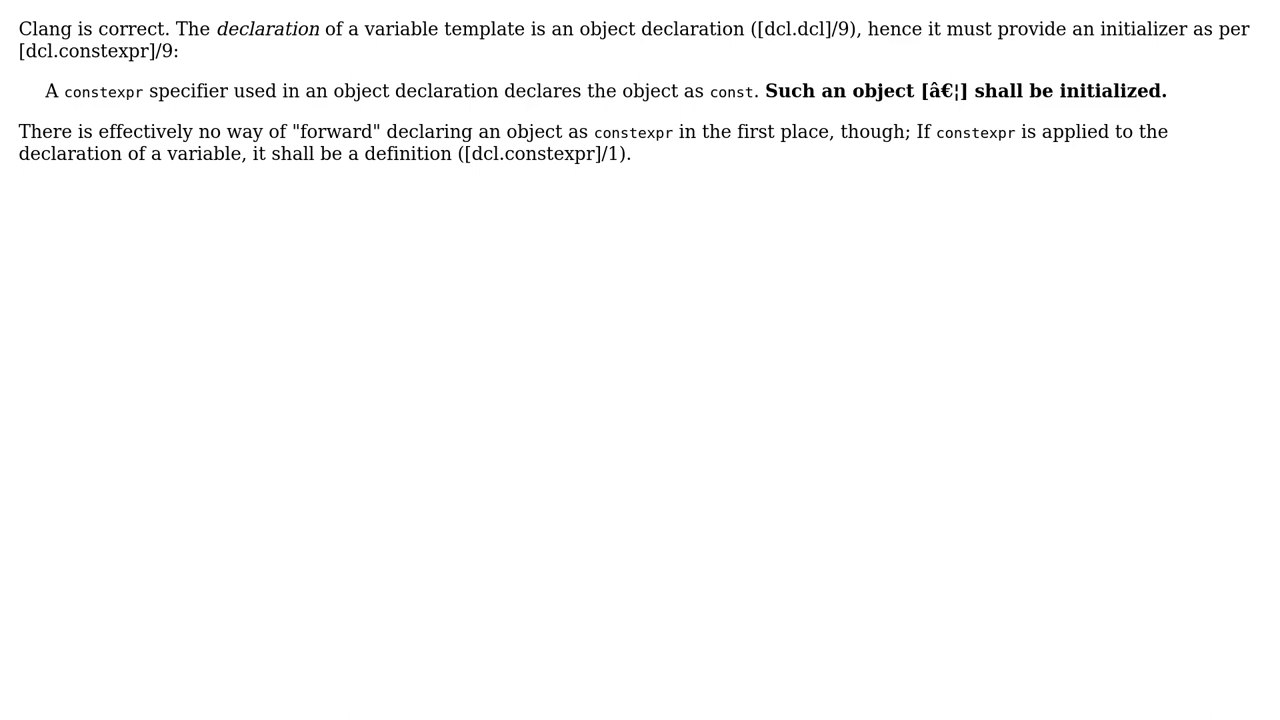 Clang is correct. The declaration of a variable template is an object declaration ([dcl.dcl]/9), hence it must provide an initializer as per
[dcl.constexpr]/9:
A constexpr specifier used in an object declaration declares the object as const. Such an object [â€¦] shall be initialized.
There is effectively no way of "forward" declaring an object as constexpr in the first place, though; If constexpr is applied to the
declaration of a variable, it shall be a definition ([dcl.constexpr]/1).